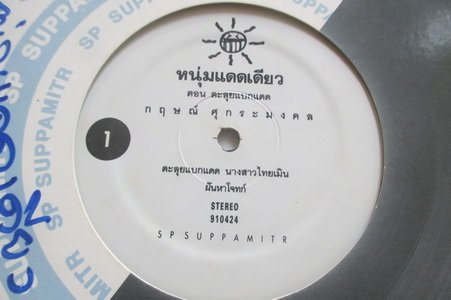 หนุ่มแดดเดียว
ตอน ตะลุยแบกแดด
กฤษณ์ ศุกระมงคล
1
ตะลุยแบกแดด นางสาวไทยเมิน
ฝันหาโจทก์
STEREO
910424
SP SUPPAMITR
SP SUPPAMITR
SUPPAMITR